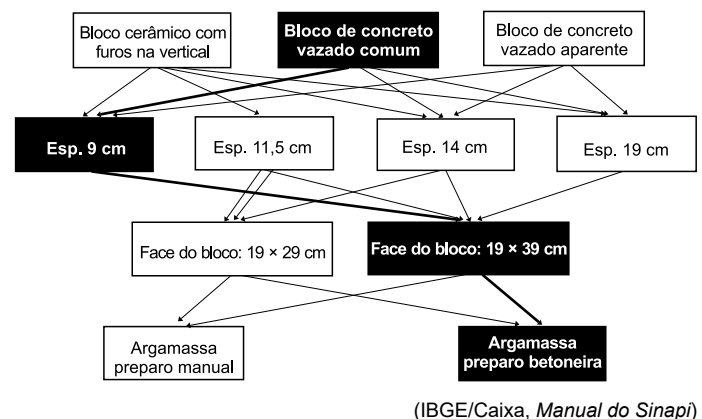 Bloco cerâmico com
furos na vertical
Bloco de concreto
vazado comum
Bloco de concreto
vazado aparente
Esp. 9 cm
Esp. 11,5 cm
Esp. 14 cm
Esp. 19 cm
Face do bloco: 19 × 29 cm
Face do bloco: 19 × 39 cm
Argamassa
preparo manual
Argamassa
preparo betoneira
(IBGE/Caixa, Manual do Sinapi)